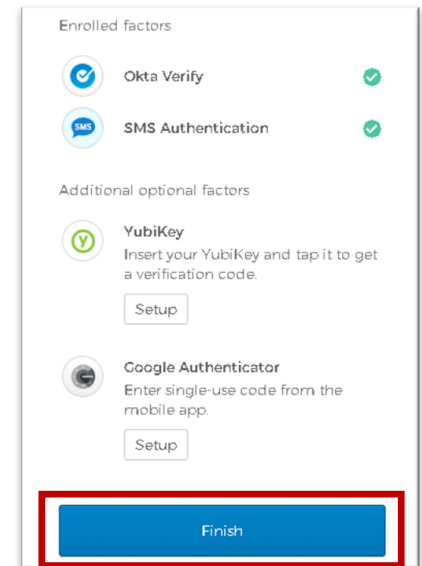 Enrolled factors
Okta Verify
SMS
SMS Authentication
Additional optional factors
YubiKey
Insert your YubiKey and tap it to get
a verification code.
Setup
Google Authenticator
Enter single-use code from the
mobile app.
Setup
Finish